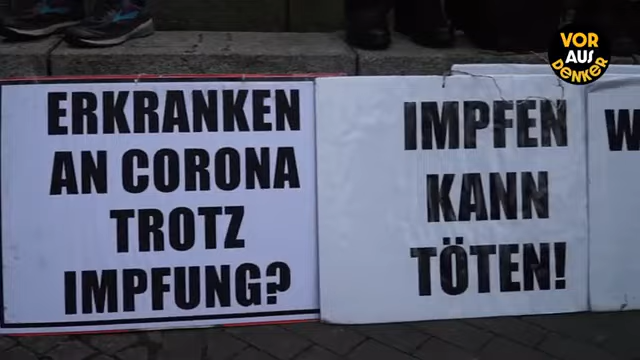 VOR
AUS
DENKER
ERKRANKEN
AN CORONA
TROTZ
IMPFUNG?
IMPFEN
KANN
TÖTEN!
W